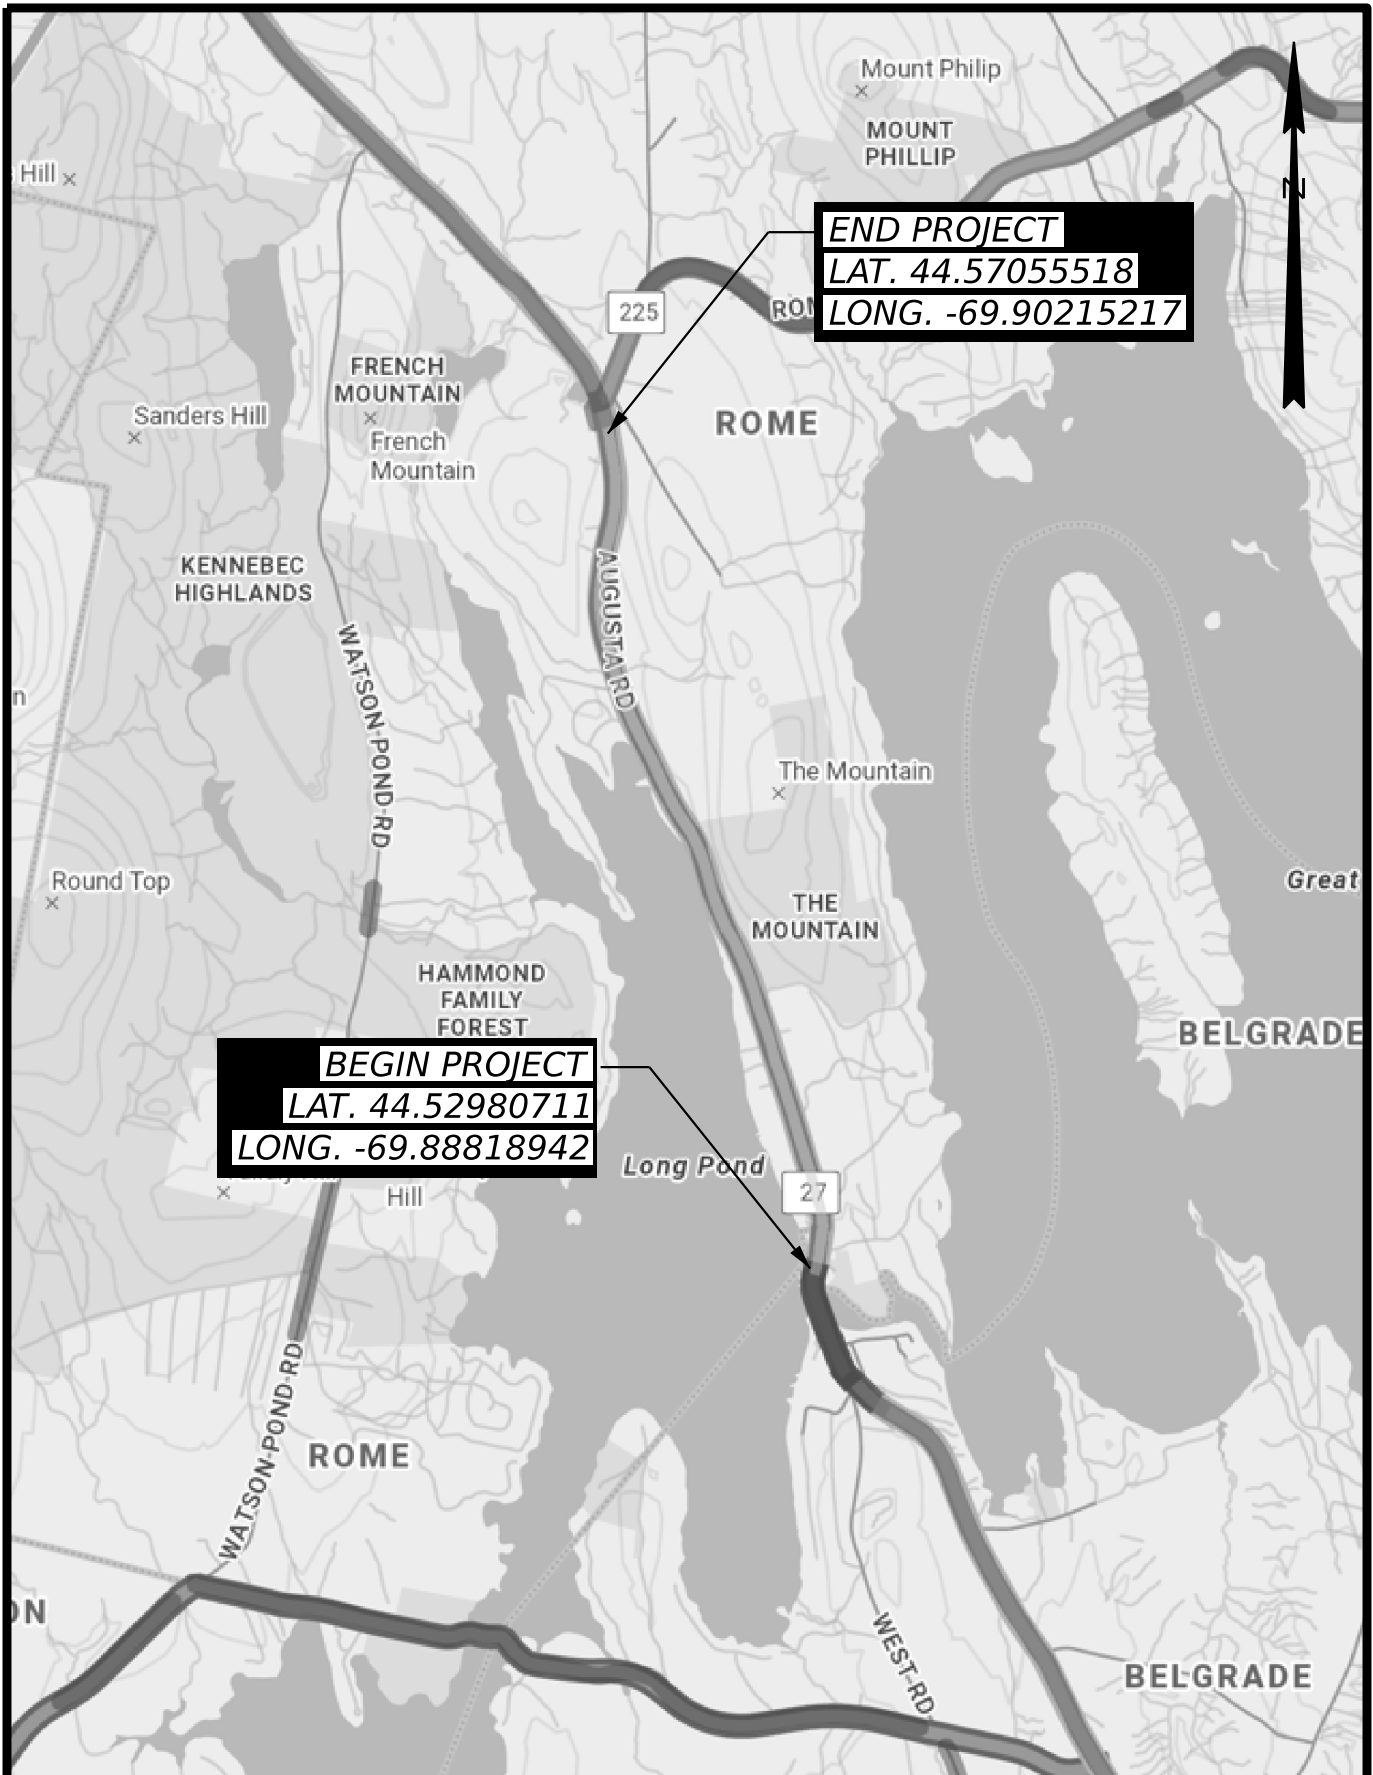 Mount Philip
MOUNT
PHILLIP
Hill
N
END PROJECT
LAT. 44.57055518
LONG. -69.90215217
225
FRENCH
MOUNTAIN
French
Mountain
Sanders Hill
ROME
KENNEBEC
HIGHLANDS
AUGUSTA RD
WATSON POND RD
n
The Mountain
Round Top
Great
THE
MOUNTAIN
HAMMOND
FAMILY
FOREST
BELGRADE
BEGIN PROJECT
LAT. 44.52980711
LONG. -69.88818942
Long Pond
27
Hill
WATSON POND RD
ROME
ON
WEST RD
BELGRADE